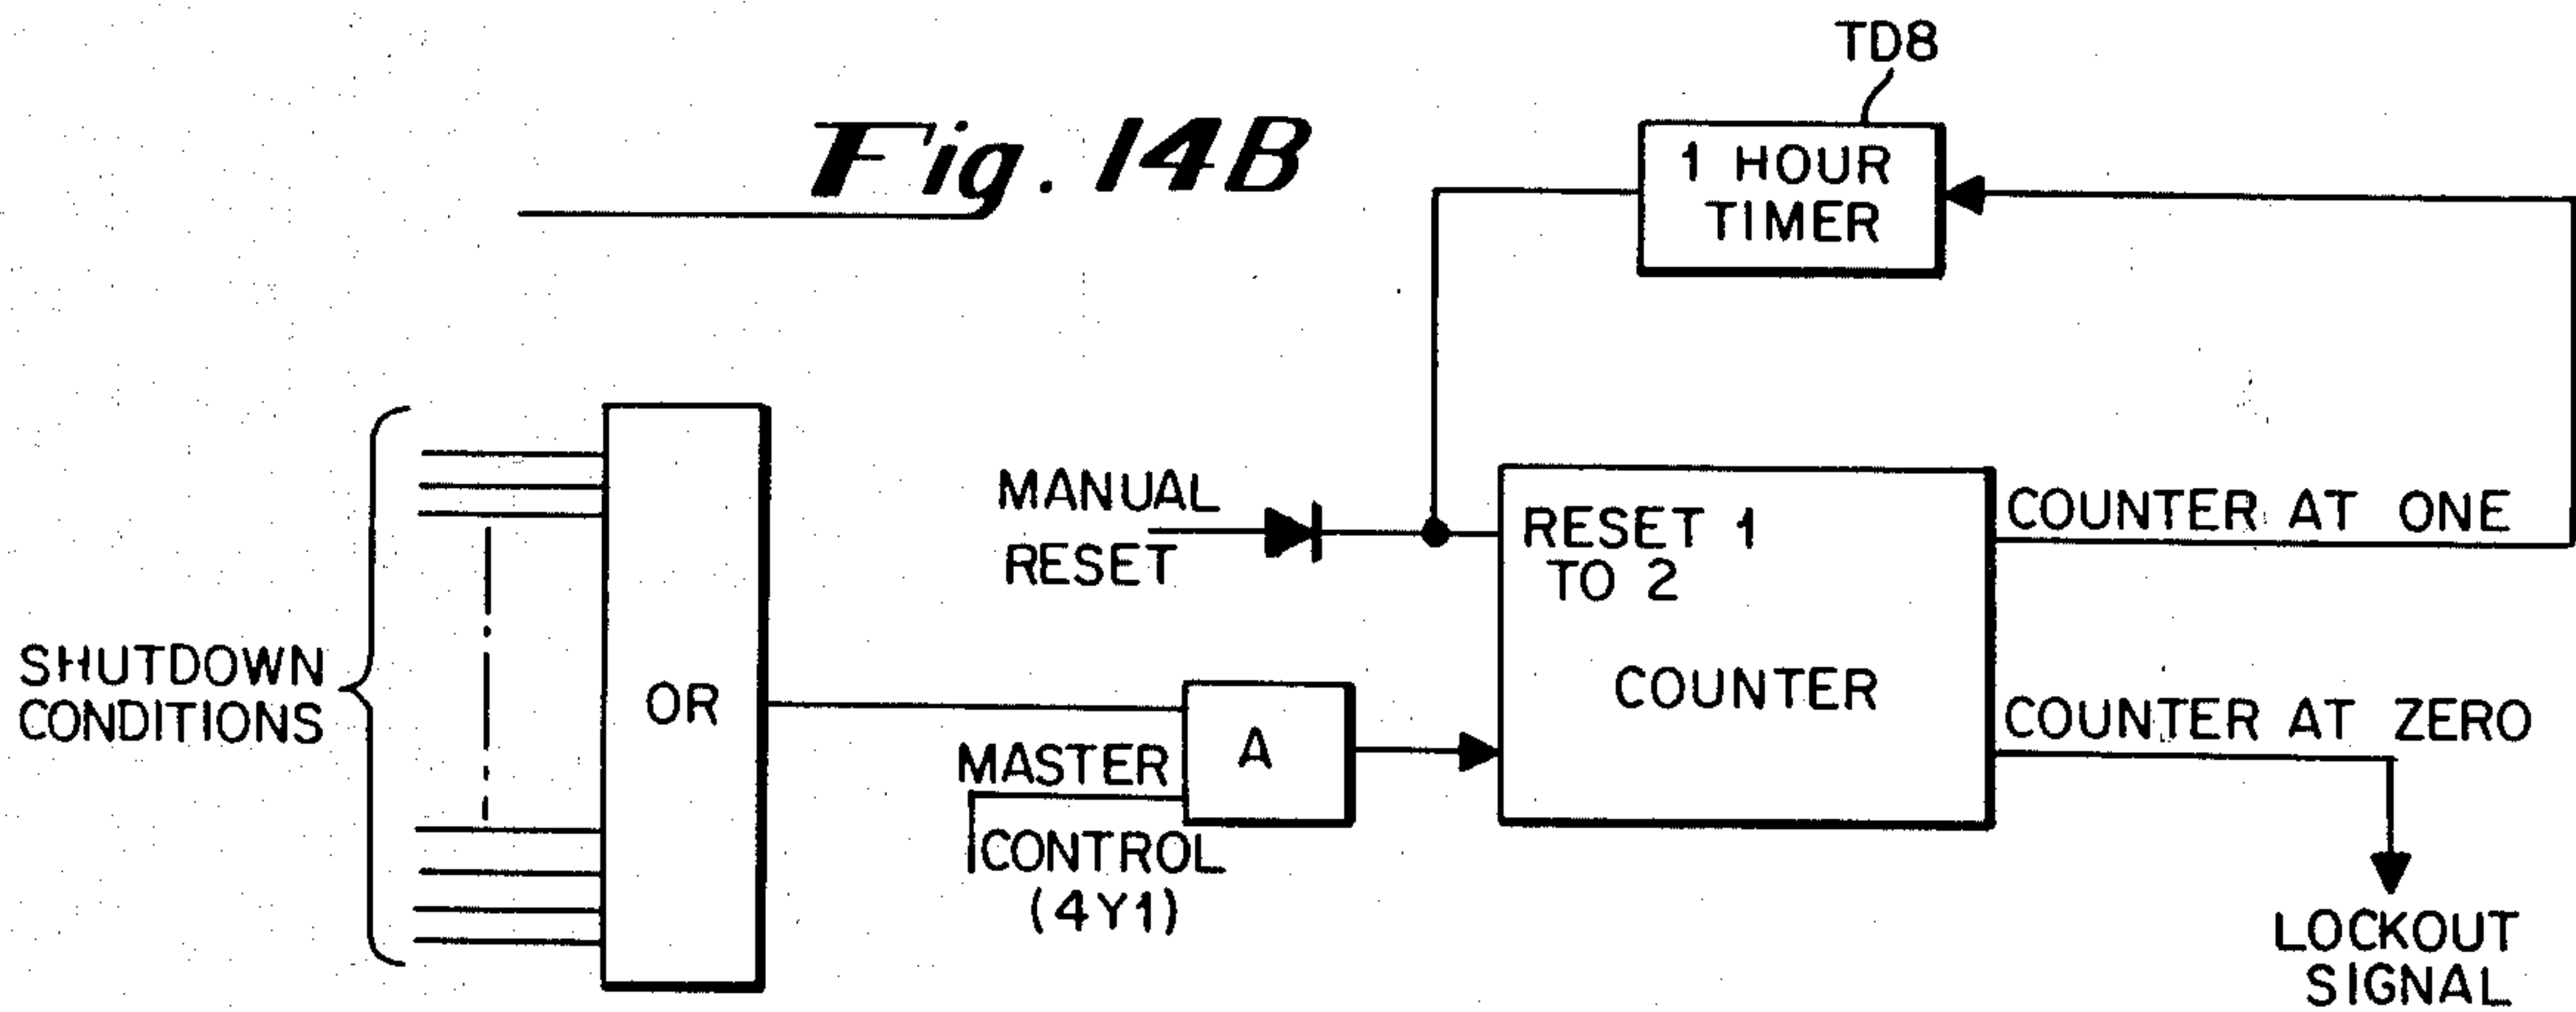 TD8
Fig. 14B
1 HOUR
TIMER
MANUAL
RESET
RESET 1
TO 2
COUNTER
COUNTER AT ONE
SHUTDOWN
CONDITIONS
OR
MASTER
CONTROL
(4Y1)
A
COUNTER AT ZERO
LOCKOUT
SIGNAL